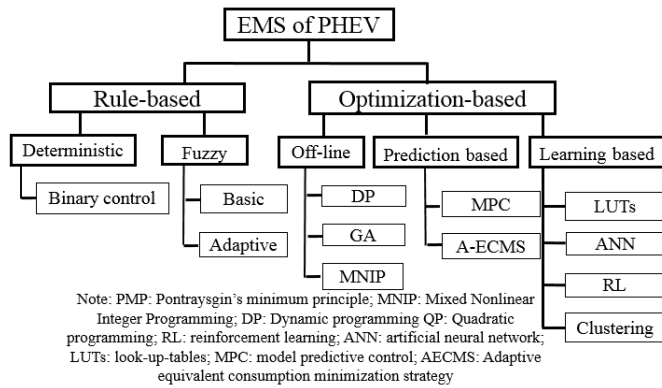 EMS of PHEV
Rule-based
Optimization-based
Deterministic
Fuzzy
Off-line
Prediction based
Learning based
Binary control
Basic
Adaptive
DP
GA
MNIP
MPC
A-ECMS
LUTs
ANN
RL
Clustering
Note: PMP: Pontraysgin's minimum principle; MNIP: Mixed Nonlinear
Integer Programming; DP: Dynamic programming QP: Quadratic
programming; RL: reinforcement learning; ANN: artificial neural network;
LUTs: look-up-tables; MPC: model predictive control; AECMS: Adaptive
equivalent consumption minimization strategy